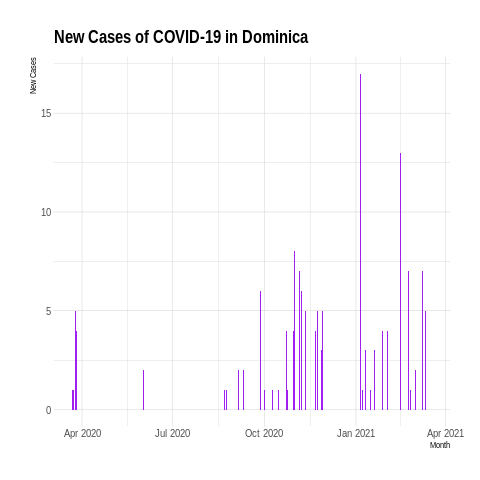 New Cases of COVID-19 in Dominica
New Cases
15
10
5
0
Apr 2020
Jul 2020
Oct 2020
Jan 2021
Apr 2021
Month